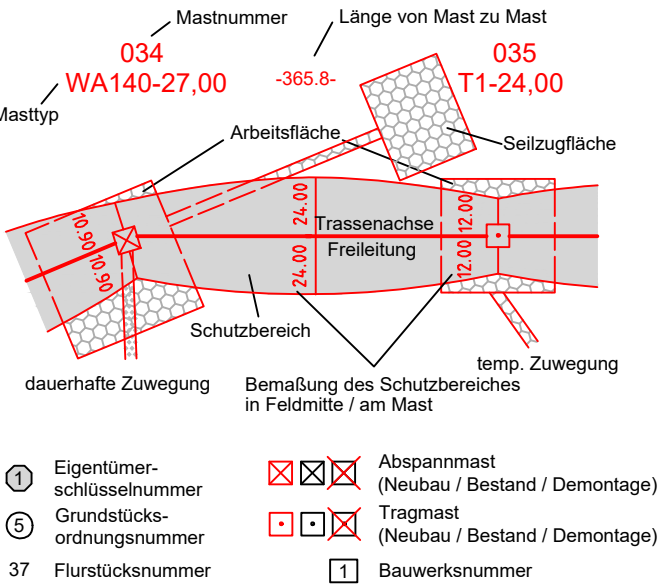 Mastnummer
Länge von Mast zu Mast
034
035
WA140-27,00
-365.8-
T1-24,00
Masttyp
Arbeitsfläche
Seilzugfläche
10.90
24.00
12.00
Trassenachse
Freileitung
10.90
24.00
12.00
Schutzbereich
temp. Zuwegung
dauerhafte Zuwegung
Bemaßung des Schutzbereiches
in Feldmitte / am Mast
1
Eigentümer-
schlüsselnummer
Abspannmast
(Neubau / Bestand / Demontage)
5
Grundstücks-
ordnungsnummer
Tragmast
(Neubau / Bestand / Demontage)
37 Flurstücksnummer
1 Bauwerksnummer